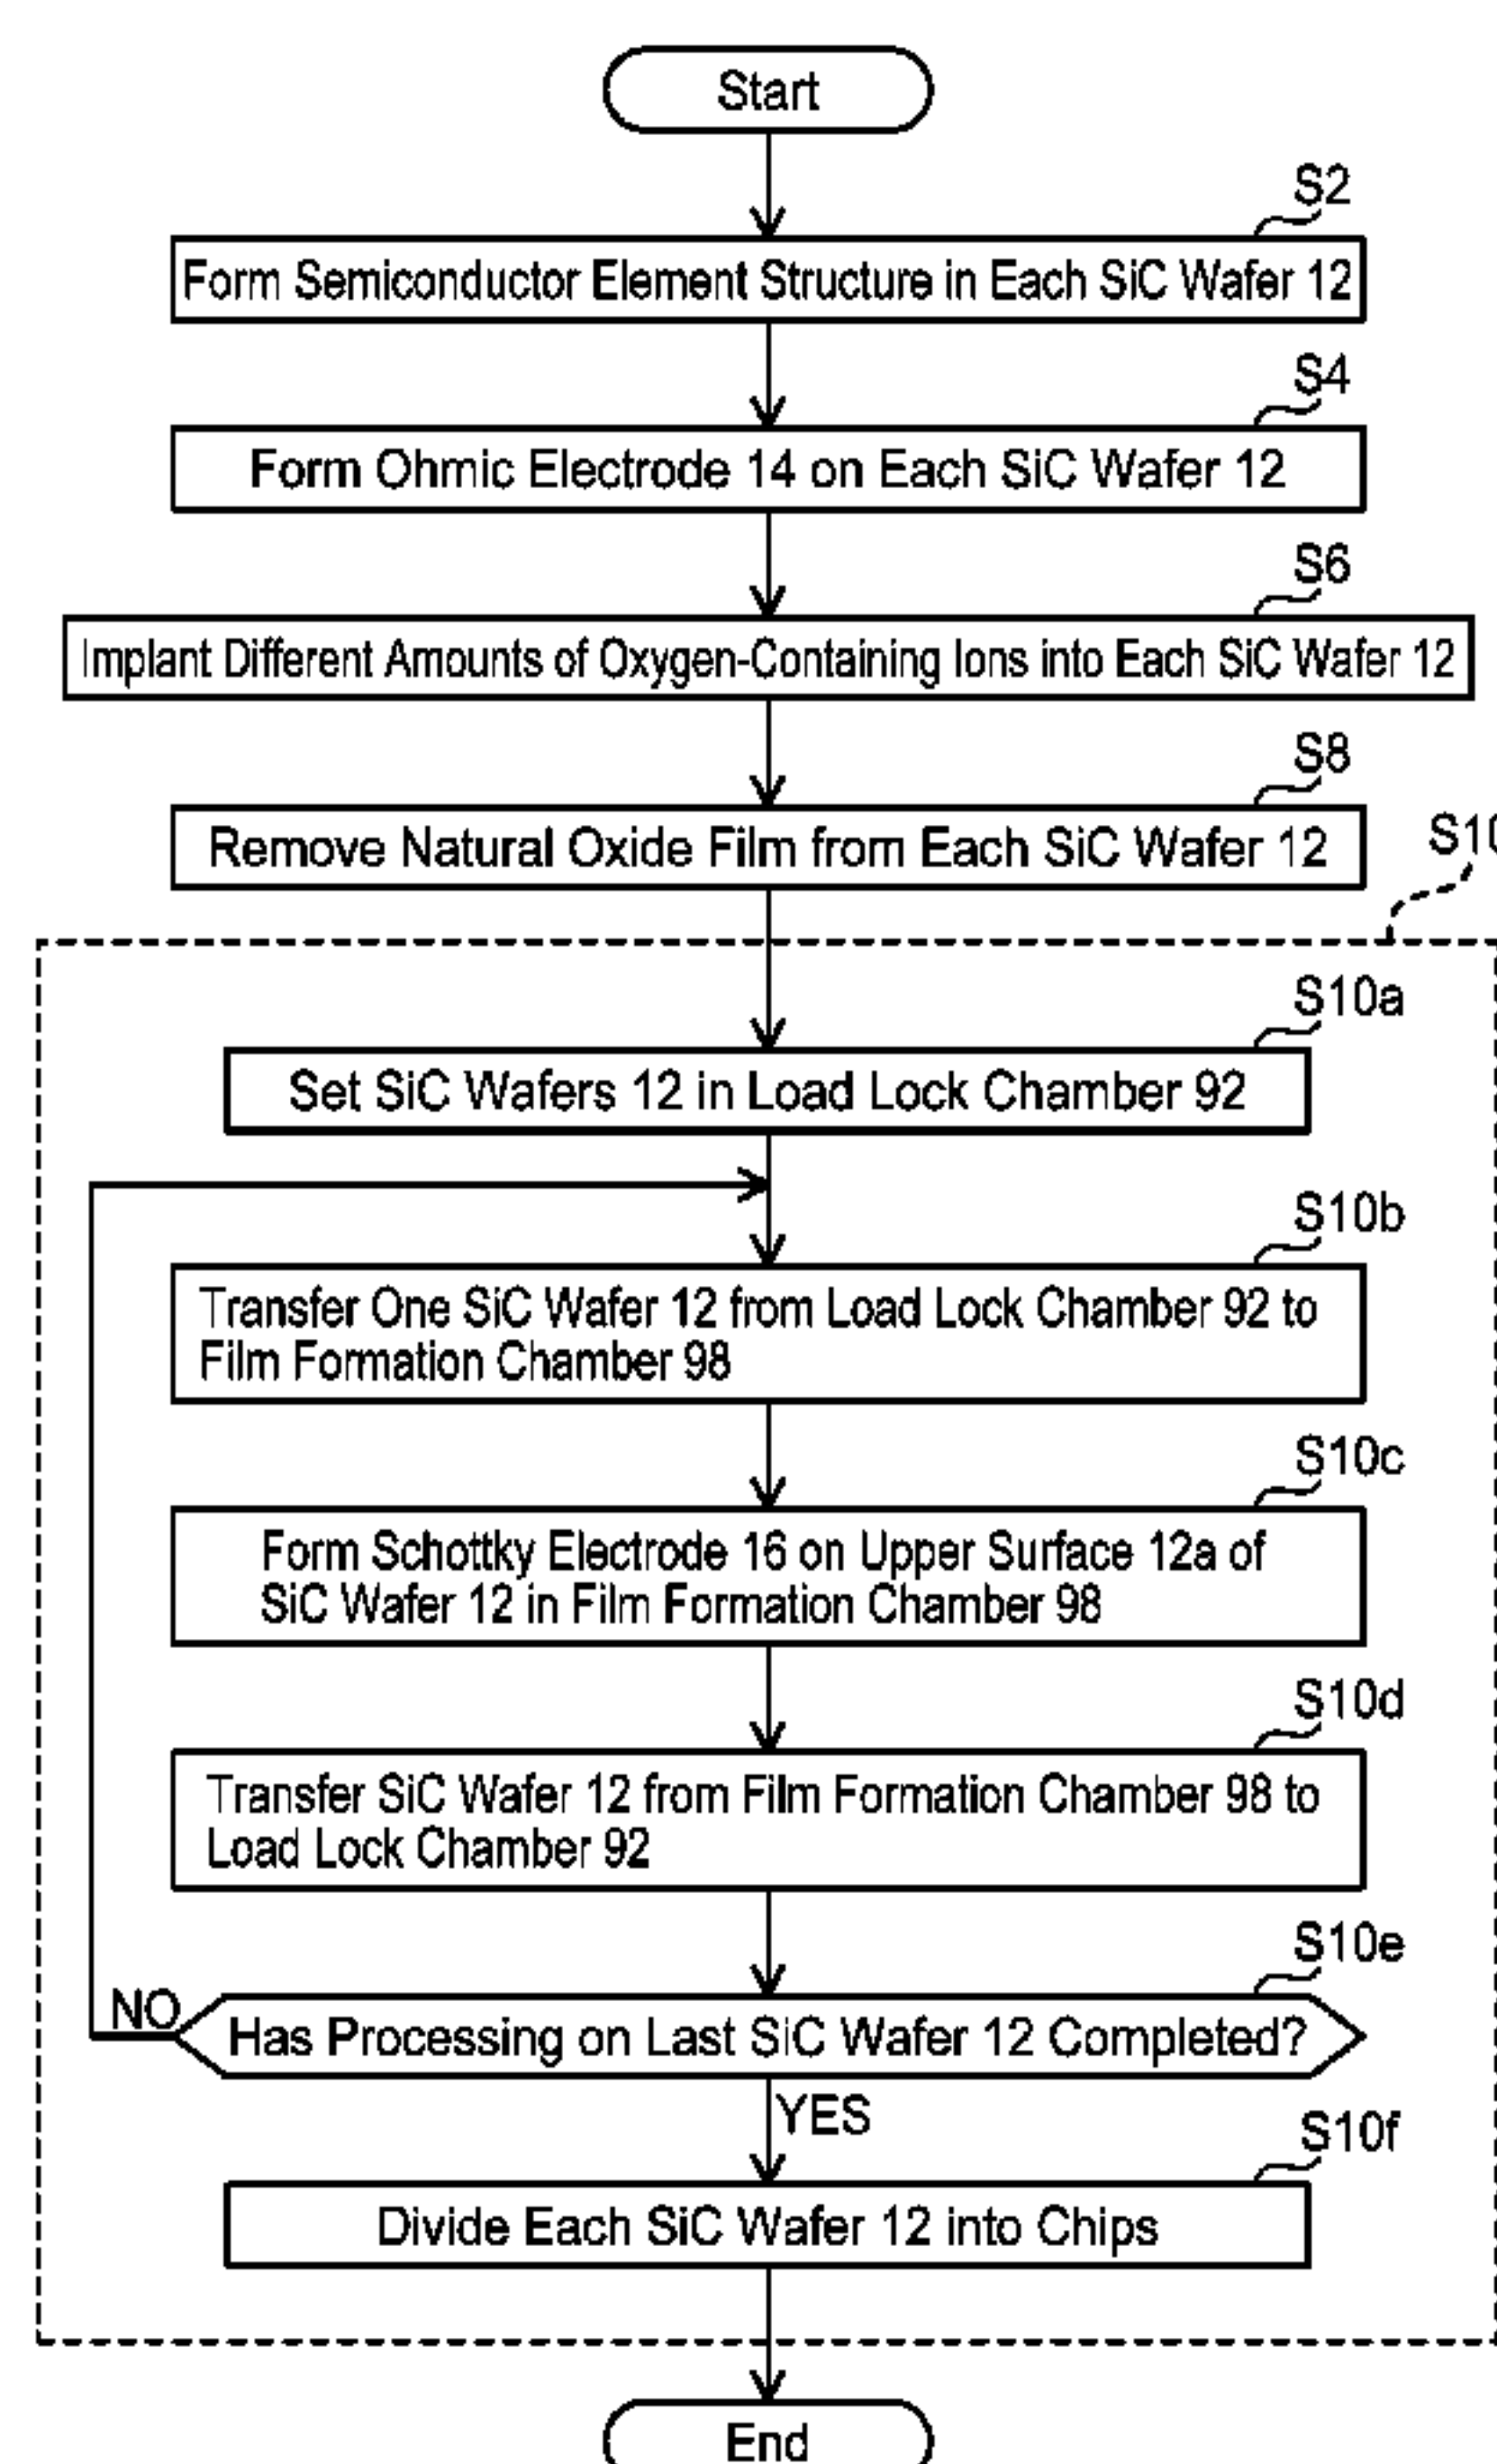 Start
S2
Form Semiconductor Element Structure in Each SiC Wafer 12
S4
Form Ohmic Electrode 14 on Each SiC Wafer 12
S6
Implant Different Amounts of Oxygen-Containing Ions into Each SiC Wafer 12
S8
Remove Natural Oxide Film from Each SiC Wafer 12
S10
S10a
Set SiC Wafers 12 in Load Lock Chamber 92
S10b
Transfer One SiC Wafer 12 from Load Lock Chamber 92 to
Film Formation Chamber 98
S10c
Form Schottky Electrode 16 on Upper Surface 12a of
SiC Wafer 12 in Film Formation Chamber 98
S10d
Transfer SiC Wafer 12 from Film Formation Chamber 98 to
Load Lock Chamber 92
S10e
NO
Has Processing on Last SiC Wafer 12 Completed?
YES
S10f
Divide Each SiC Wafer 12 into Chips
End